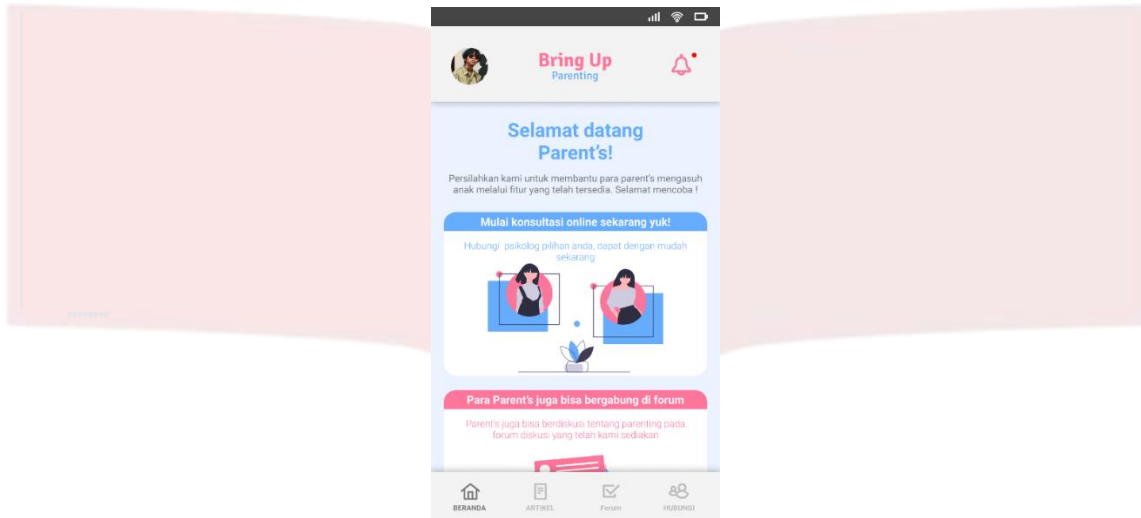 Bring Up
Parenting
Selamat datang
Parent's!
Persilahkan kami untuk membantu para parent's mengasuh
anak melalui fitur yang telah tersedia. Selamat mencoba !
Mulai konsultasi online sekarang yuk!
Hubungi psikolog pilihan anda, dapat dengan mudah
sekarang
Para Parent's juga bisa bergabung di forum
Parent's juga bisa berdiskusi tentang parenting pada
forum diskusi yang telah kami sediakan
BERANDA ARTIKEL Forum HUBUNGI